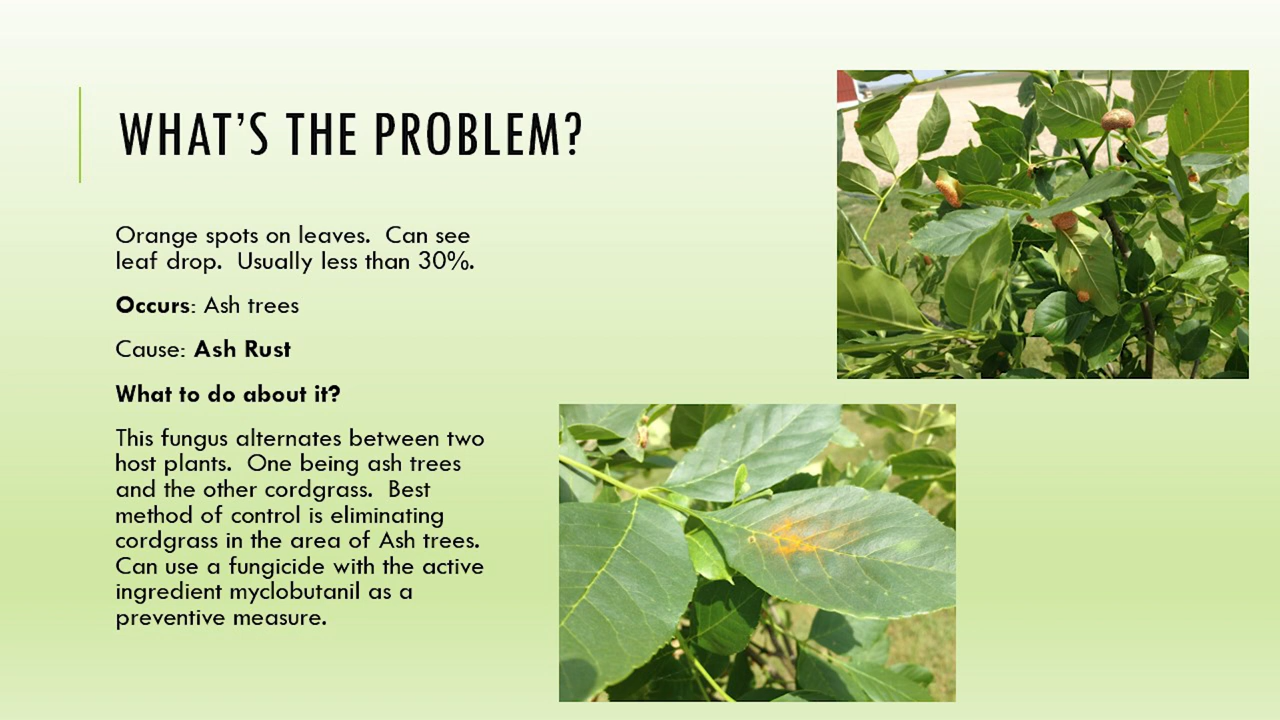 WHAT'S THE PROBLEM?
Orange spots on leaves.  Can see
leaf drop.  Usually less than 30%.
Occurs: Ash trees
Cause: Ash Rust
What to do about it?
This fungus alternates between two
host plants.  One being ash trees
and the other cordgrass.  Best
method of control is eliminating
cordgrass in the area of Ash trees.
Can use a fungicide with the active
ingredient myclobutanil as a
preventive measure.